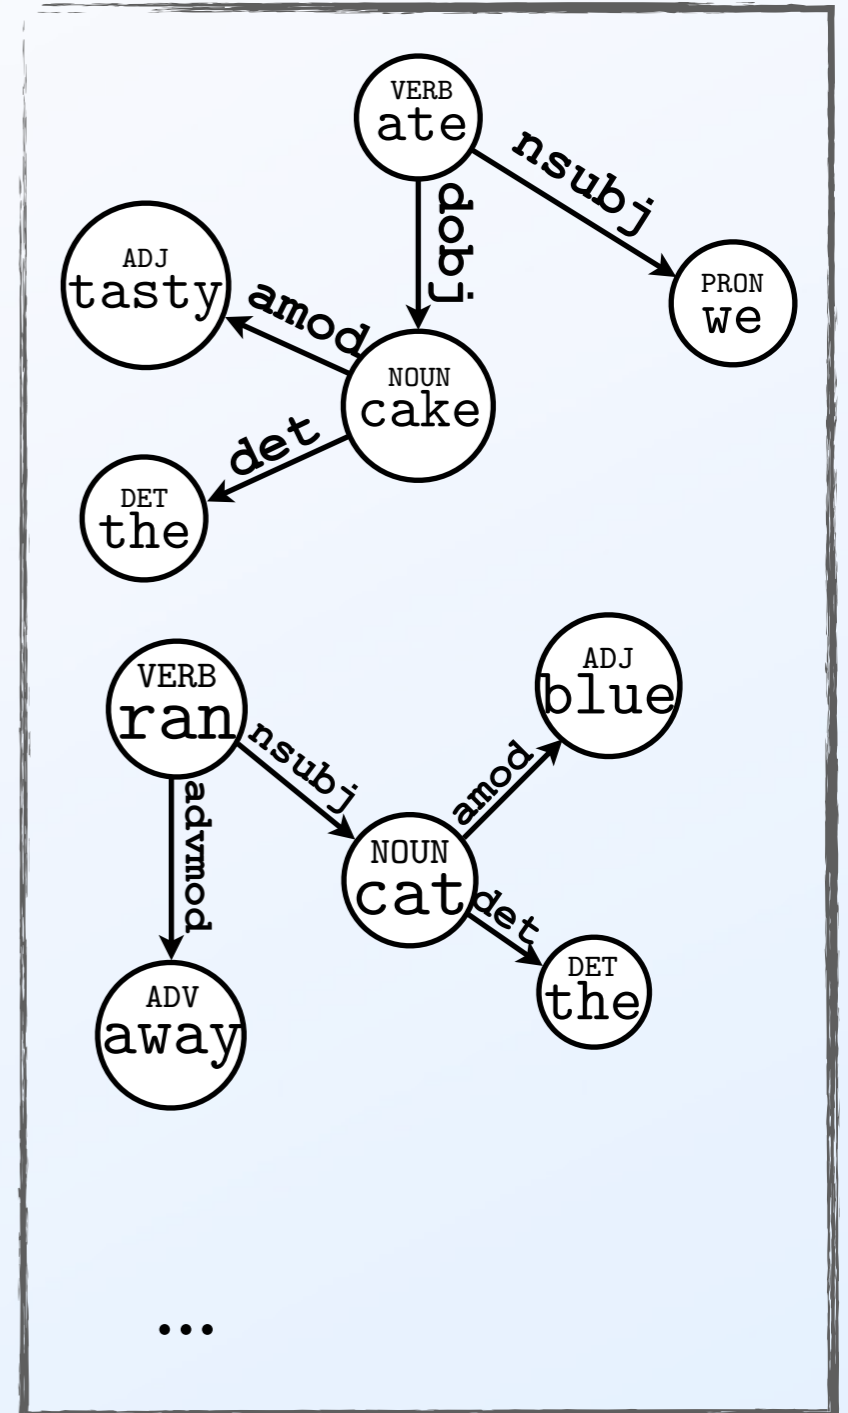 VERB
ate
nsubj
dobj
ADJ
tasty
amod
PRON
we
NOUN
cake
det
DET
the
VERB
ran
nsubj
ADJ
blue
amod
advmod
NOUN
cat
det
ADV
away
DET
the
...